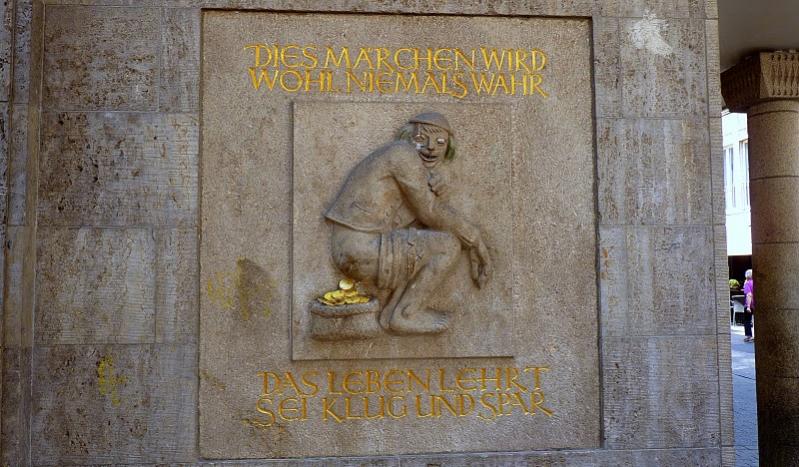 DIES MÄRCHEN WIRD
WOHL NIEMALS WAHR
DAS LEBEN LEHRT
SEI KLUG UND SPAR